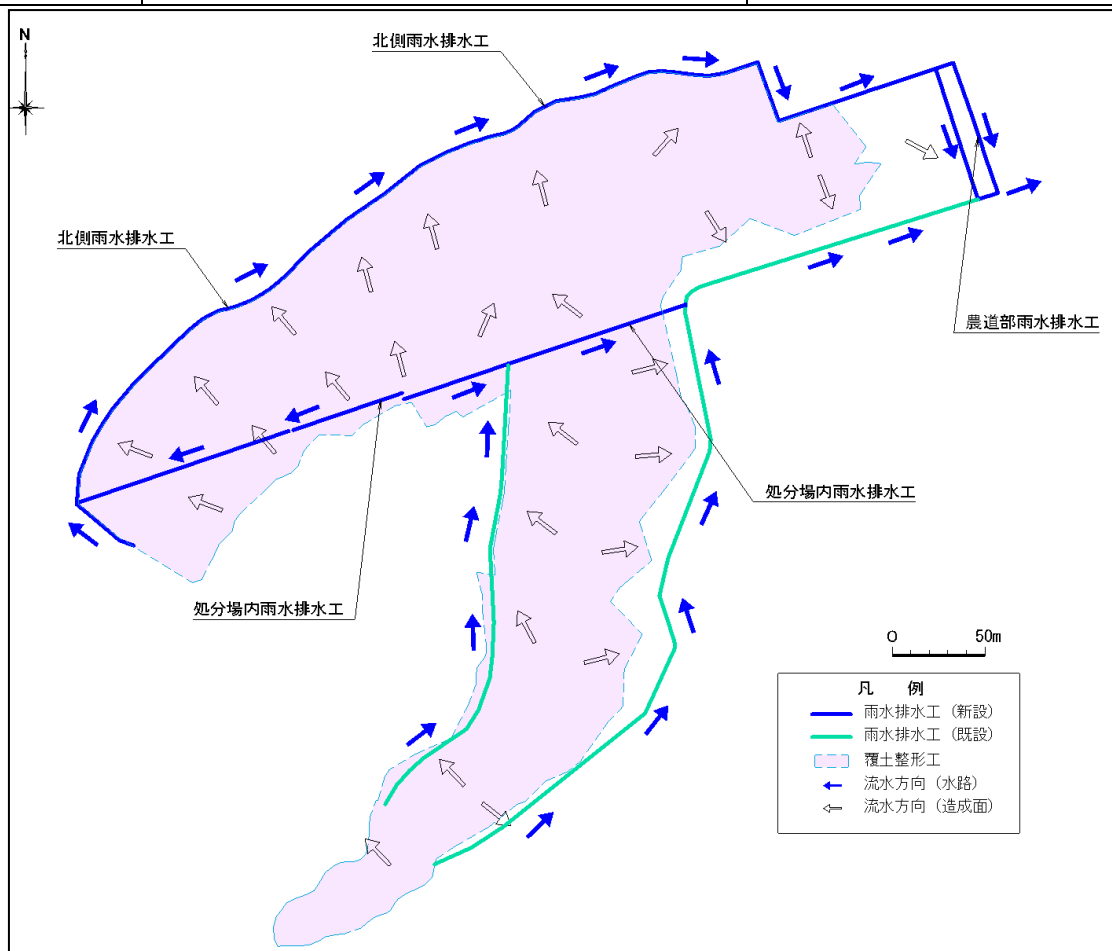 N
北側雨水排水工
北側雨水排水工
農道部雨水排水工
処分場内雨水排水工
処分場内雨水排水工
0 50m
凡 例
雨水排水工 (新設)
雨水排水工 (既設)
覆土整形工
流水方向 (水路)
流水方向 (造成面)